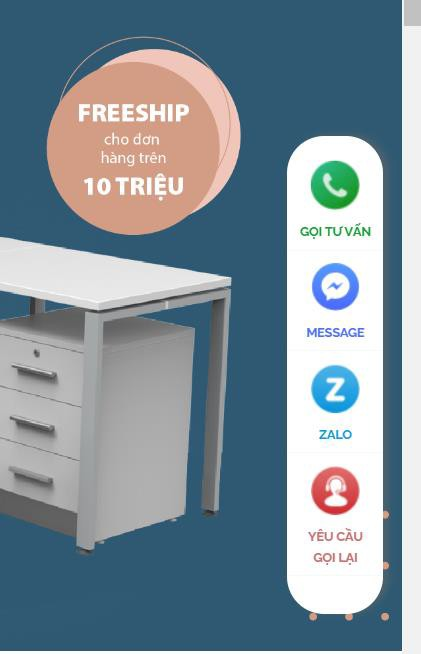 FREESHIP
cho đơn
hàng trên
10 TRIỆU
GỌI TƯ VẤN
MESSAGE
Z
ZALO
YÊU CẦU
GỌI LẠI